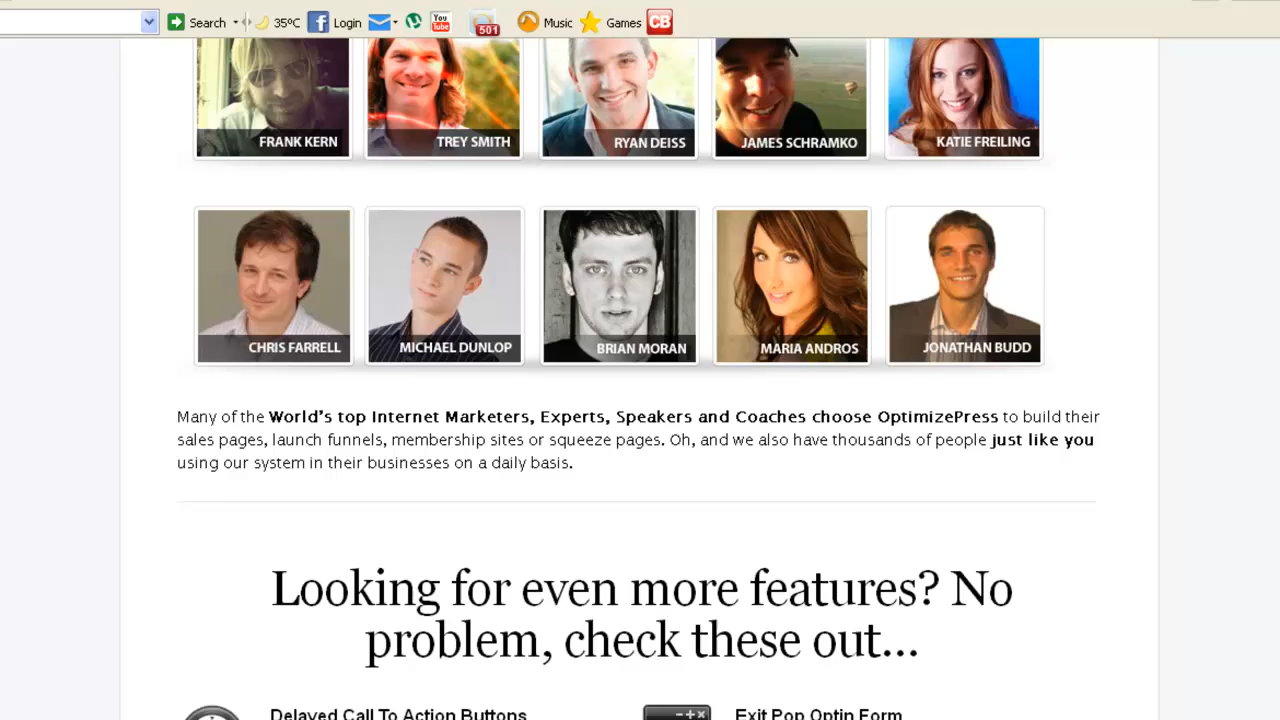 Search 35ºC Login You Tube 501 Music Games CB
FRANK KERN TREY SMITH RYAN DEISS JAMES SCHRAMKO KATIE FREILING
CHRIS FARRELL MICHAEL DUNLOP BRIAN MORAN MARIA ANDROS JONATHAN BUDD
Many of the World's top Internet Marketers, Experts, Speakers and Coaches choose OptimizePress to build their
sales pages, launch funnels, membership sites or squeeze pages. Oh, and we also have thousands of people just like you
using our system in their businesses on a daily basis.
Looking for even more features? No
problem, check these out...
Delayed Call To Action Buttons Exit Pop Optin Form